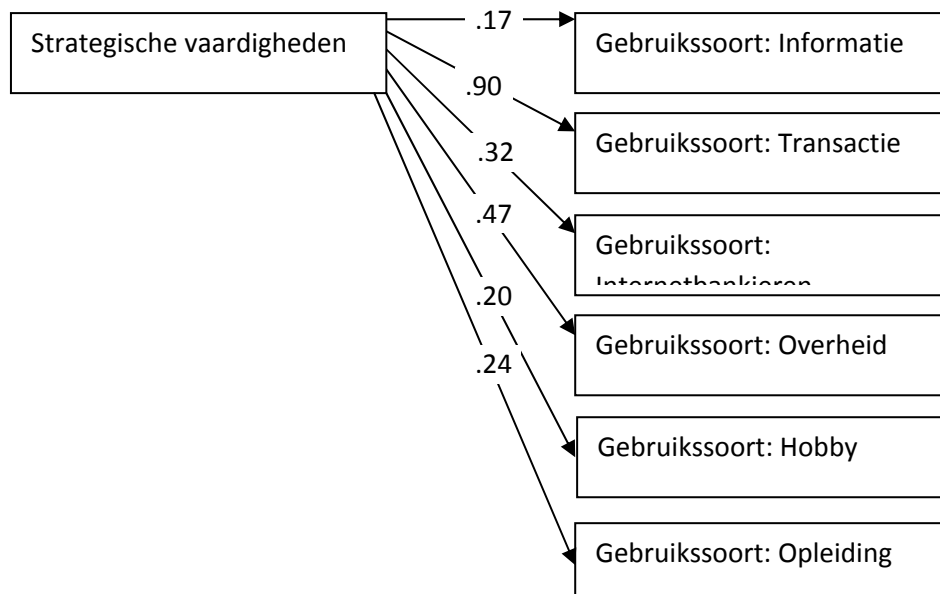 Strategische vaardigheden
.17
Gebruikssoort: Informatie
.90
Gebruikssoort: Transactie
.32
Gebruikssoort:
Internetbankieren
.47
Gebruikssoort: Overheid
.20
Gebruikssoort: Hobby
.24
Gebruikssoort: Opleiding